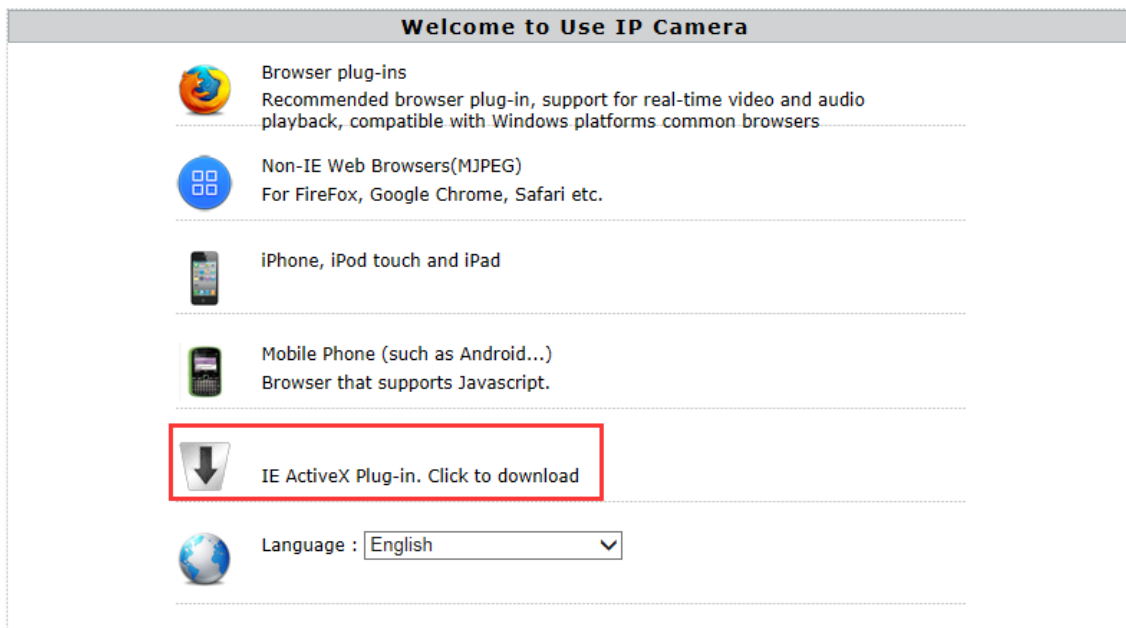 Welcome to Use IP Camera
Browser plug-ins
Recommended browser plug-in, support for real-time video and audio
playback, compatible with Windows platforms common browsers
Non-IE Web Browsers(MJPEG)
For FireFox, Google Chrome, Safari etc.
iPhone, iPod touch and iPad
Mobile Phone (such as Android...)
Browser that supports Javascript.
IE ActiveX Plug-in. Click to download
Language : English